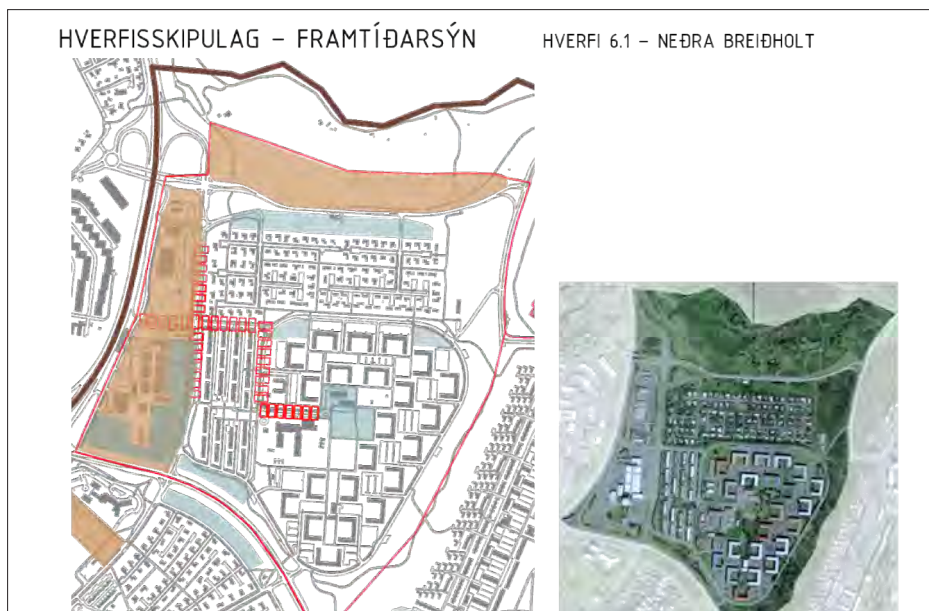 HVERFISSKIPULAG – FRAMTÍÐARSÝN
HVERFI 6.1 – NEÐRA BREIÐHOLT